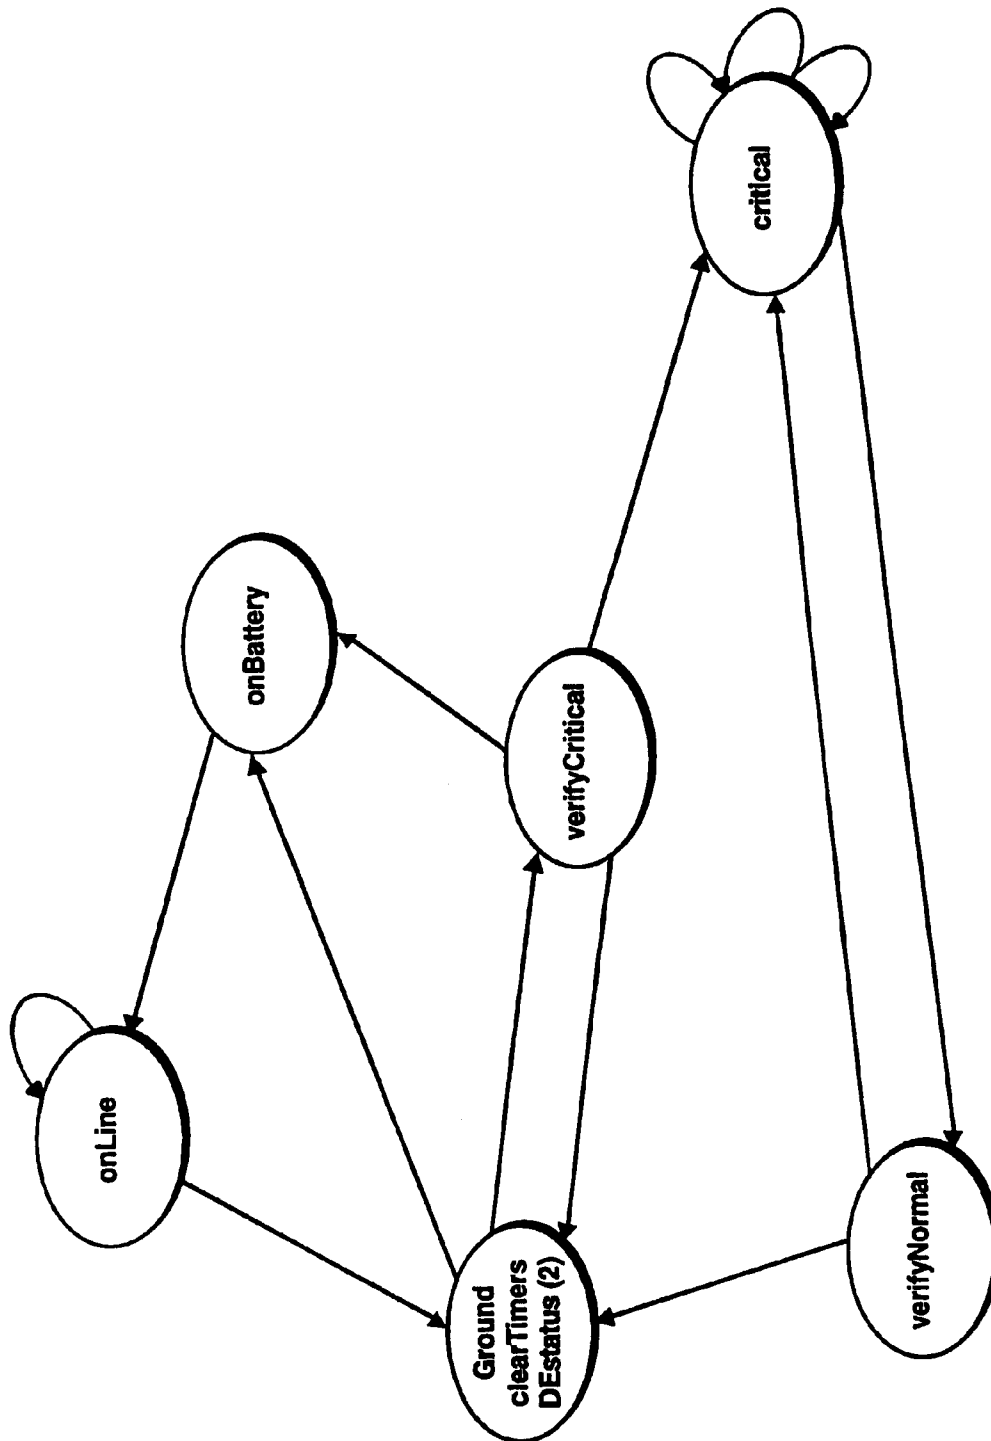 onLine
onBattery
critical
Ground
clearTimers
DEstatus (2)
verifyCritical
verifyNormal